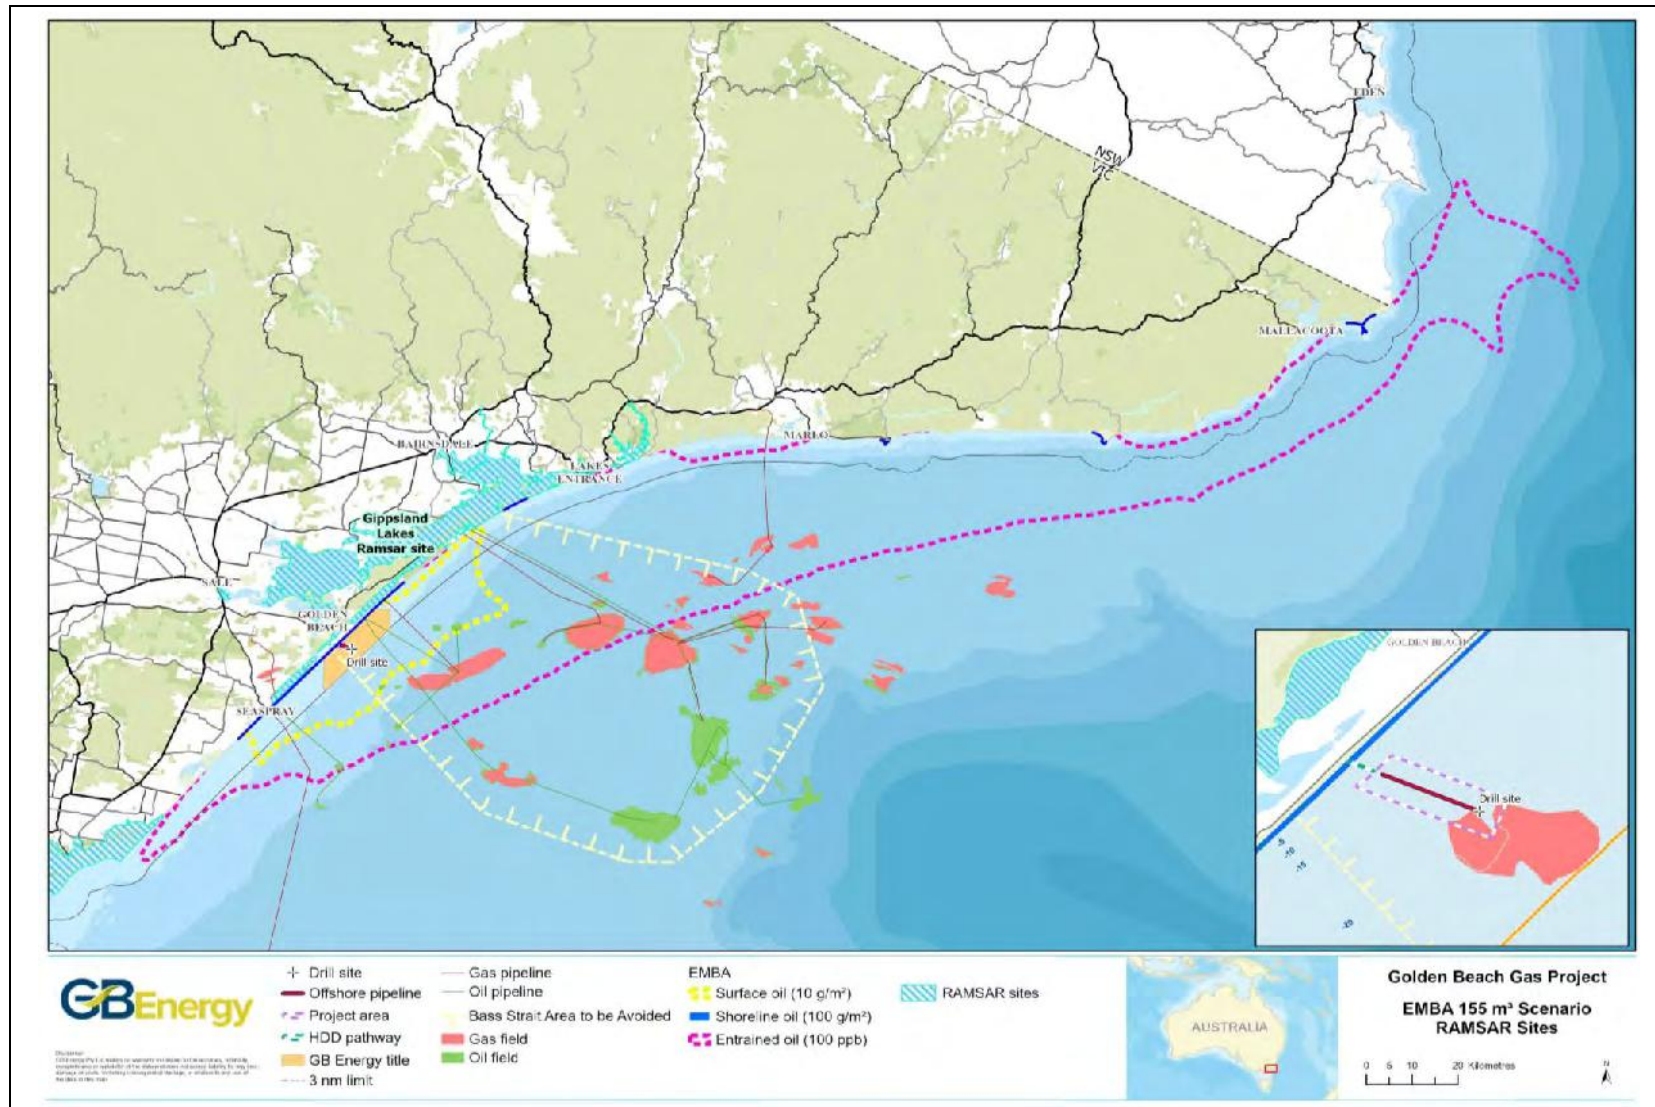 EDEN
NSW
VIC
MALLACOOTA
BAIRNSDALE
MARLO
LAKES
ENTRANCE
Gippsland
Lakes
Ramsar site
SALE
GOLDEN
BEACH
Drill site
SEASPRAY
GOLDEN BEACH
Drill site
-5
-10
-15
-20
GBEnergy
Drill site
Offshore pipeline
Project area
HDD pathway
GB Energy title
3 nm limit
Gas pipeline
Oil pipeline
Bass Strait Area to be Avoided
Gas field
Oil field
EMBA
Surface oil (10 g/m²)
Shoreline oil (100 g/m²)
Entrained oil (100 ppb)
RAMSAR sites
AUSTRALIA
Golden Beach Gas Project
EMBA 155 m³ Scenario
RAMSAR Sites
0 5 10 20 Kilometres
N